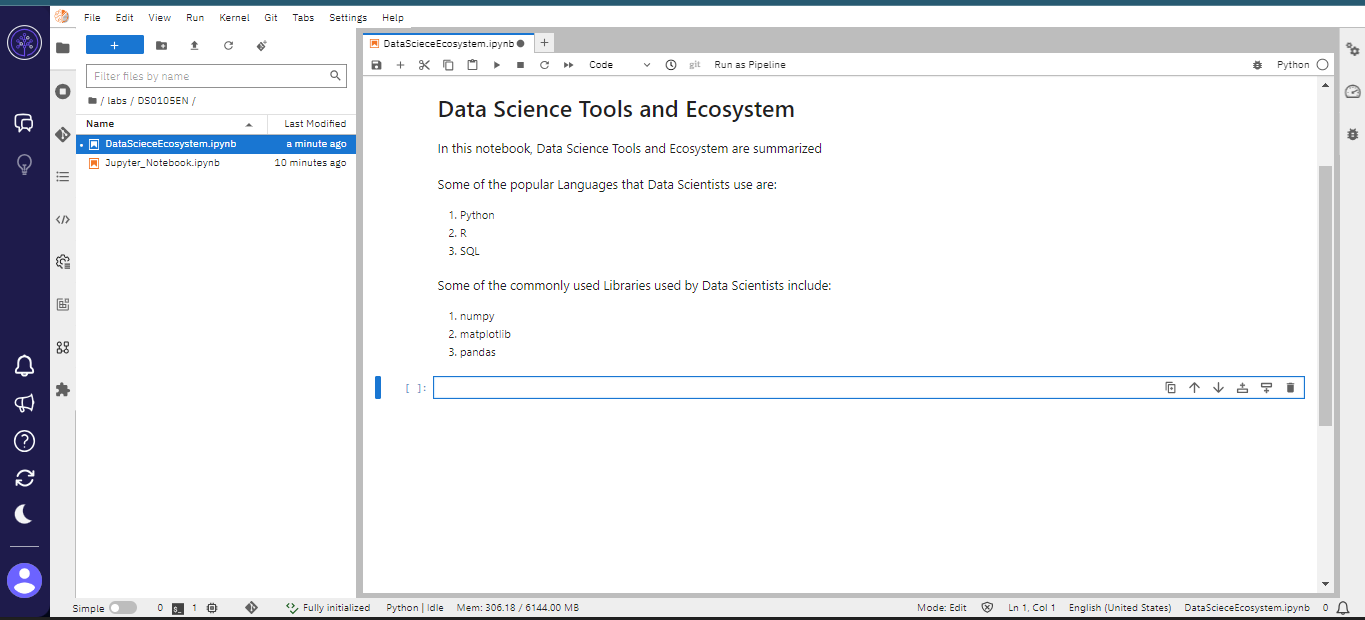 File Edit View Run Kernel Git Tabs Settings Help
DataScieceEcosystem.ipynb
Code
git
Run as Pipeline
Python
Filter files by name
/ labs / DS0105EN /
Name Last Modified
DataScieceEcosystem.ipynb a minute ago
Jupyter_Notebook.ipynb 10 minutes ago
Data Science Tools and Ecosystem
In this notebook, Data Science Tools and Ecosystem are summarized
Some of the popular Languages that Data Scientists use are:
1. Python
2. R
3. SQL
Some of the commonly used Libraries used by Data Scientists include:
1. numpy
2. matplotlib
3. pandas
[ ]:
Simple 0 1 Fully initialized Python | Idle Mem: 306.18 / 6144.00 MB Mode: Edit Ln 1, Col 1 English (United States) DataScieceEcosystem.ipynb 0